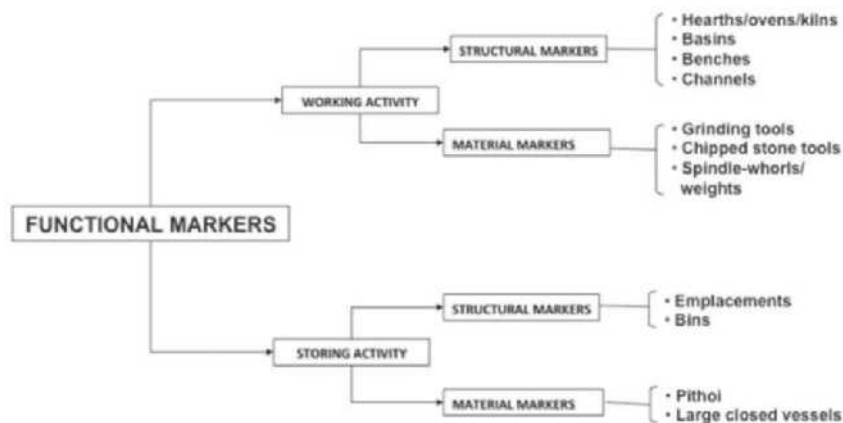 FUNCTIONAL MARKERS
WORKING ACTIVITY
STRUCTURAL MARKERS
• Hearths/ovens/kilns
• Basins
• Benches
• Channels
MATERIAL MARKERS
• Grinding tools
• Chipped stone tools
• Spindle-whorls/
weights
STORING ACTIVITY
STRUCTURAL MARKERS
• Emplacements
• Bins
MATERIAL MARKERS
• Pithoi
• Large closed vessels